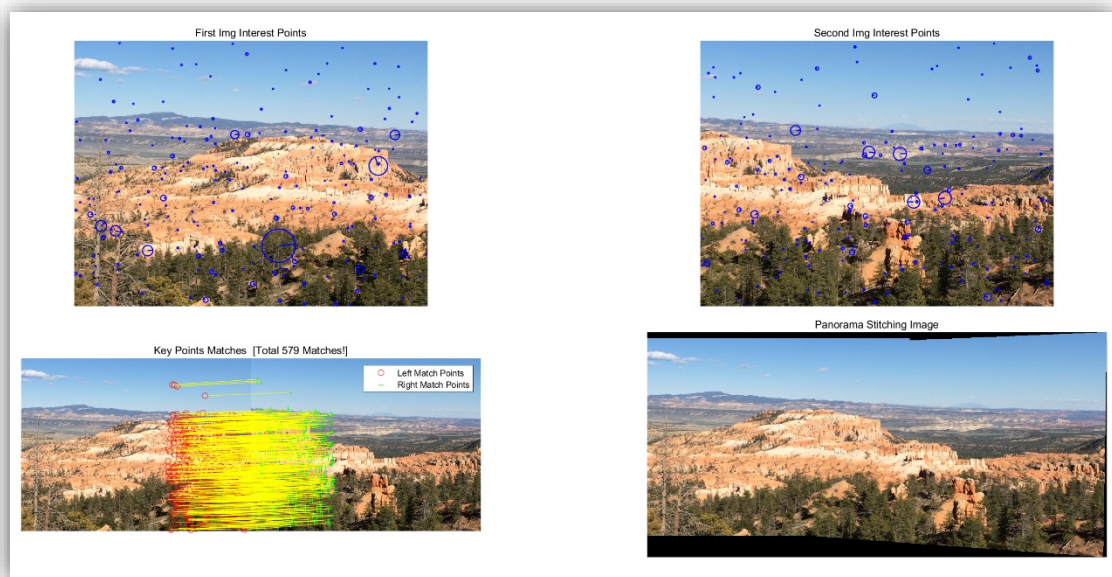 First Img Interest Points
Second Img Interest Points
Key Points Matches [Total 579 Matches!]
Left Match Points
Right Match Points
Panorama Stitching Image